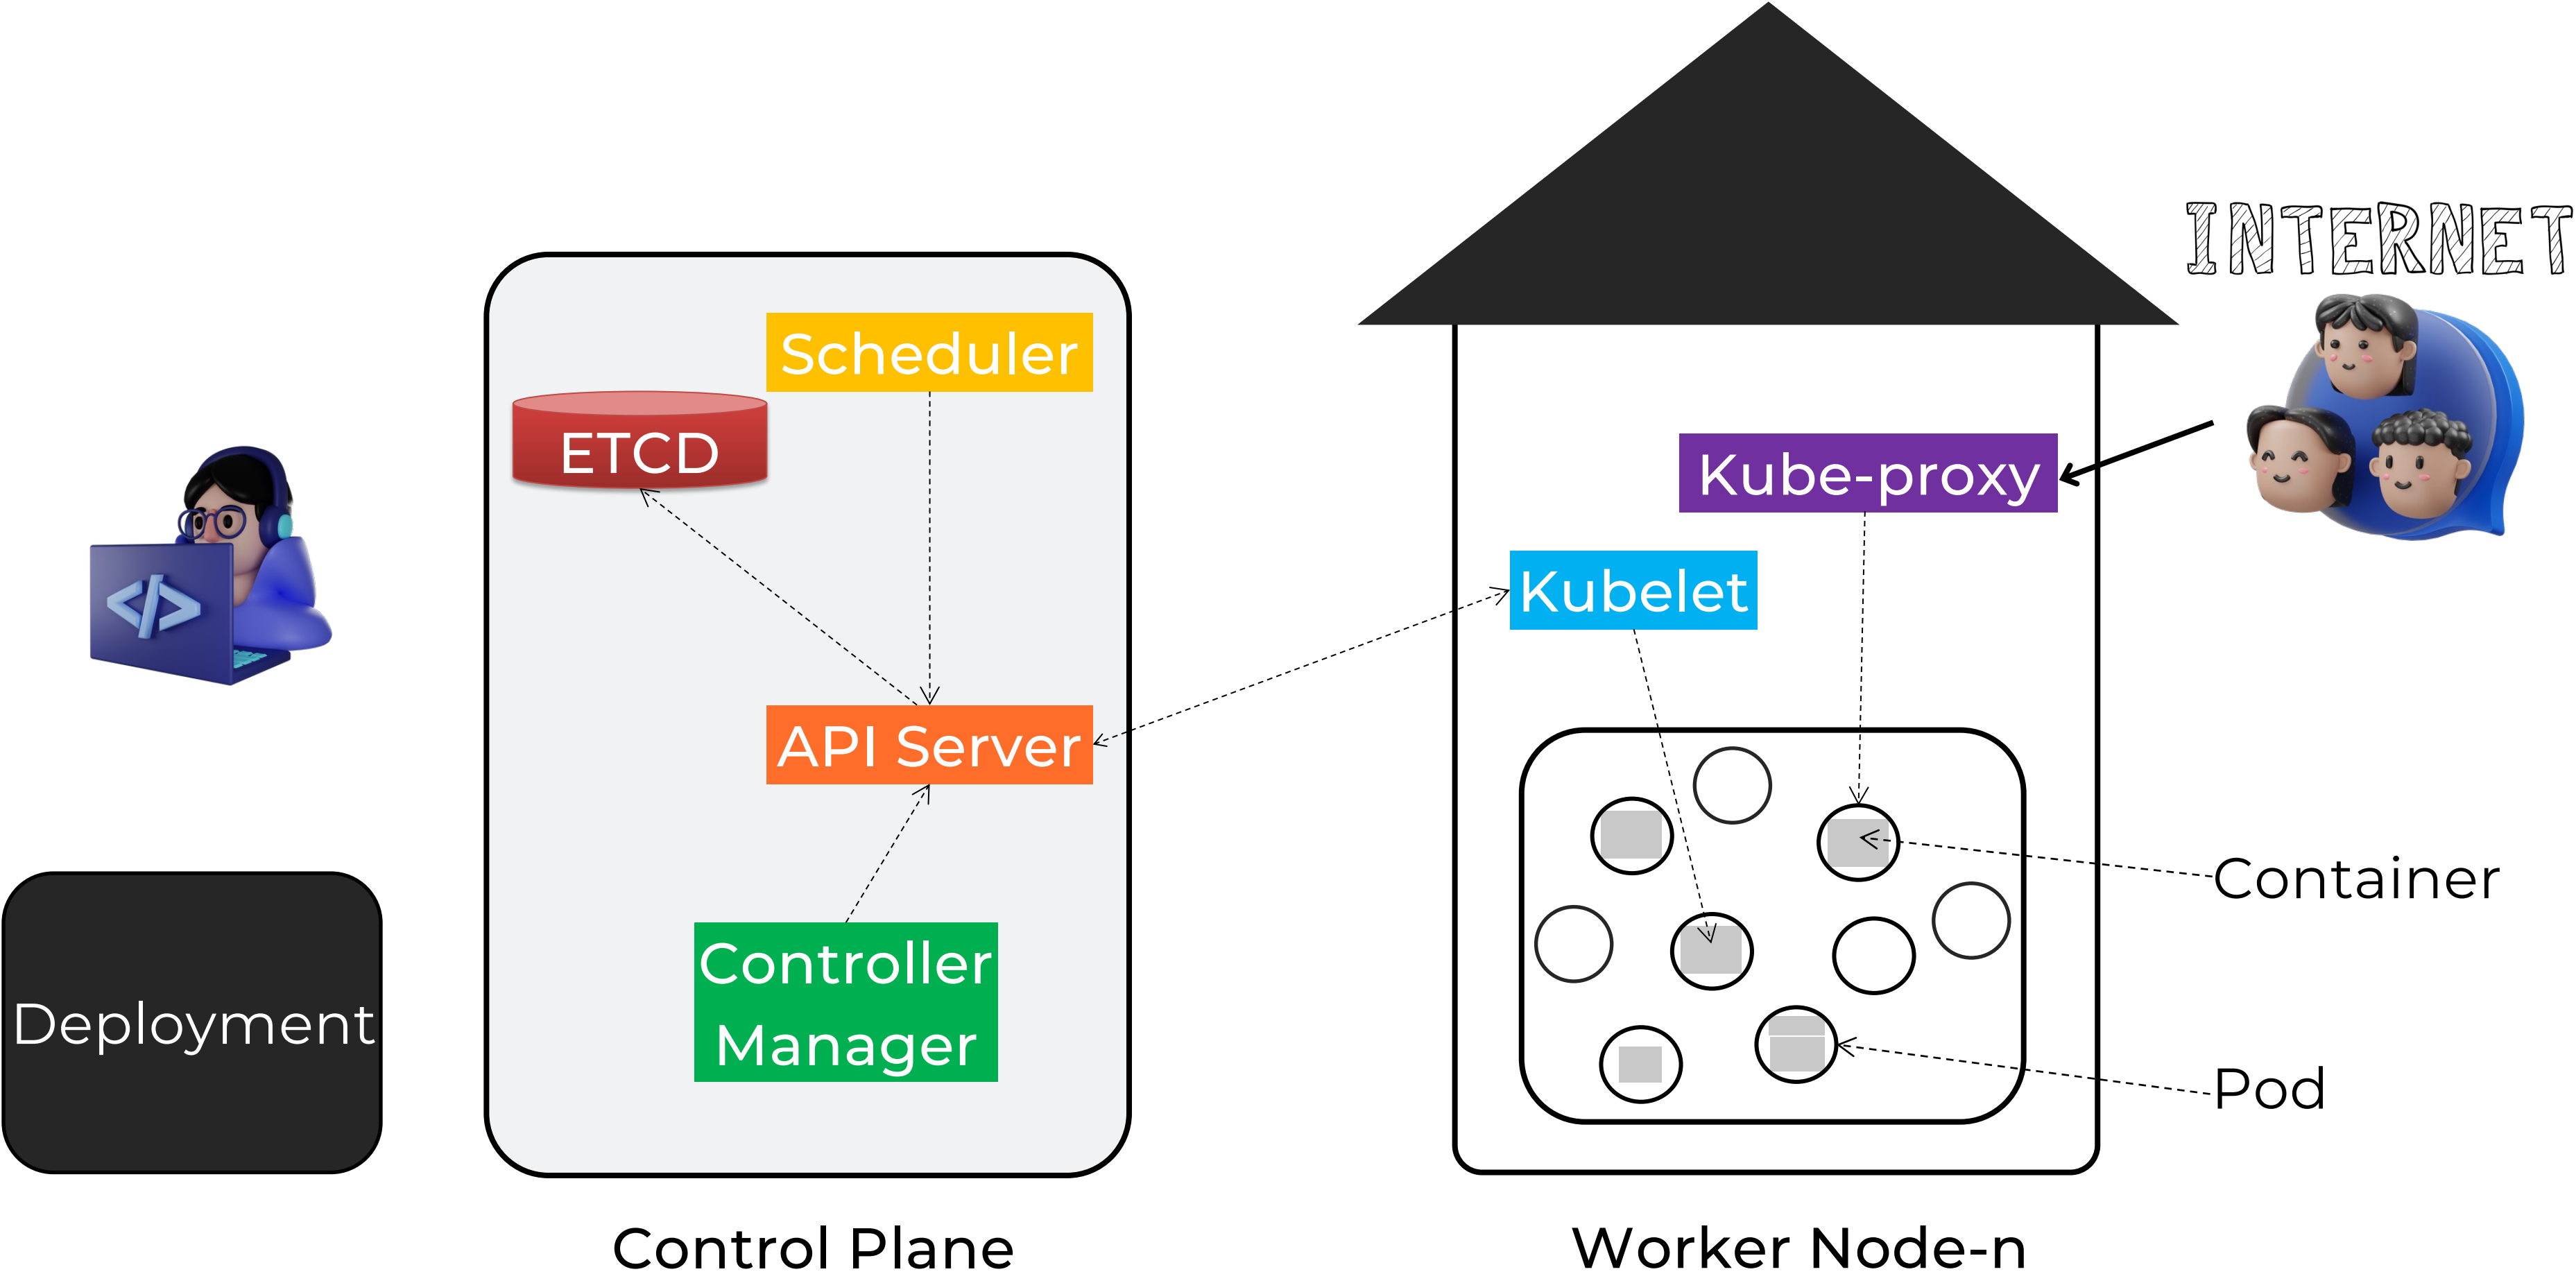 INTERNET
Scheduler
ETCD
Kube-proxy
Kubelet
API Server
Container
Controller
Manager
Deployment
Pod
Control Plane
Worker Node-n